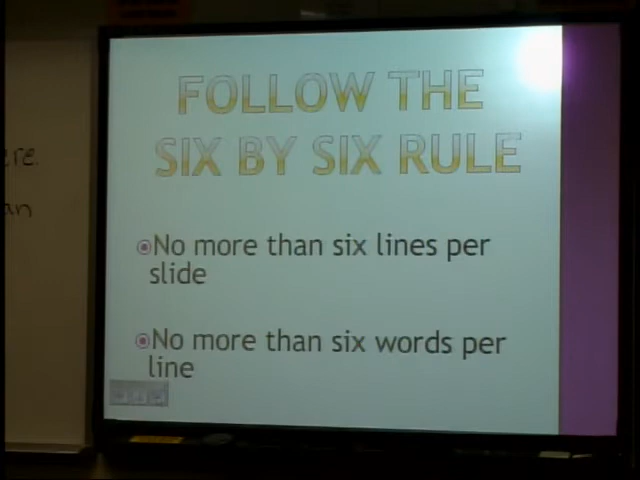 FOLLOW THE
SIX BY SIX RULE
No more than six lines per
slide
No more than six words per
line